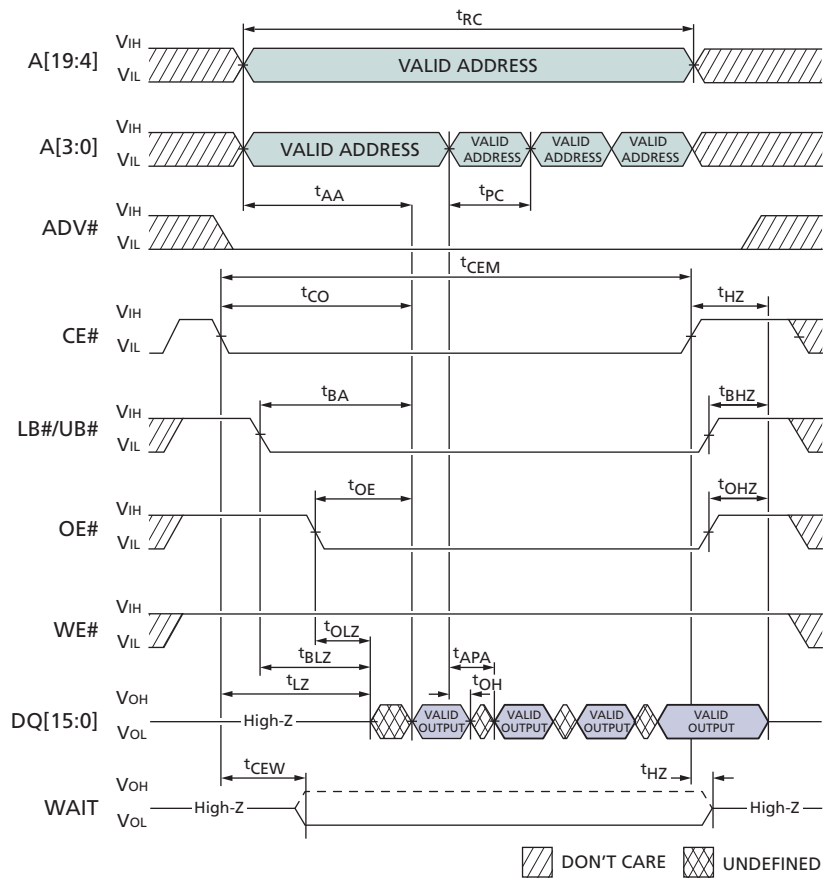 tRC
VIH
A[19:4]
VALID ADDRESS
VIL
VIH
A[3:0]
VALID ADDRESS
VALID
ADDRESS
VALID
ADDRESS
VALID
ADDRESS
VIL
tAA
tPC
VIH
ADV#
VIL
tCEM
tCO
tHZ
VIH
CE#
VIL
tBA
tBHZ
VIH
LB#/UB#
VIL
tOE
tOHZ
VIH
OE#
VIL
VIH
WE#
VIL
tOLZ
tBLZ
tAPA
tLZ
tOH
VOH
DQ[15:0]
High-Z
VALID
OUTPUT
VALID
OUTPUT
VALID
OUTPUT
VALID
OUTPUT
VOL
tCEW
tHZ
VOH
WAIT
High-Z
High-Z
VOL
DON'T CARE
UNDEFINED